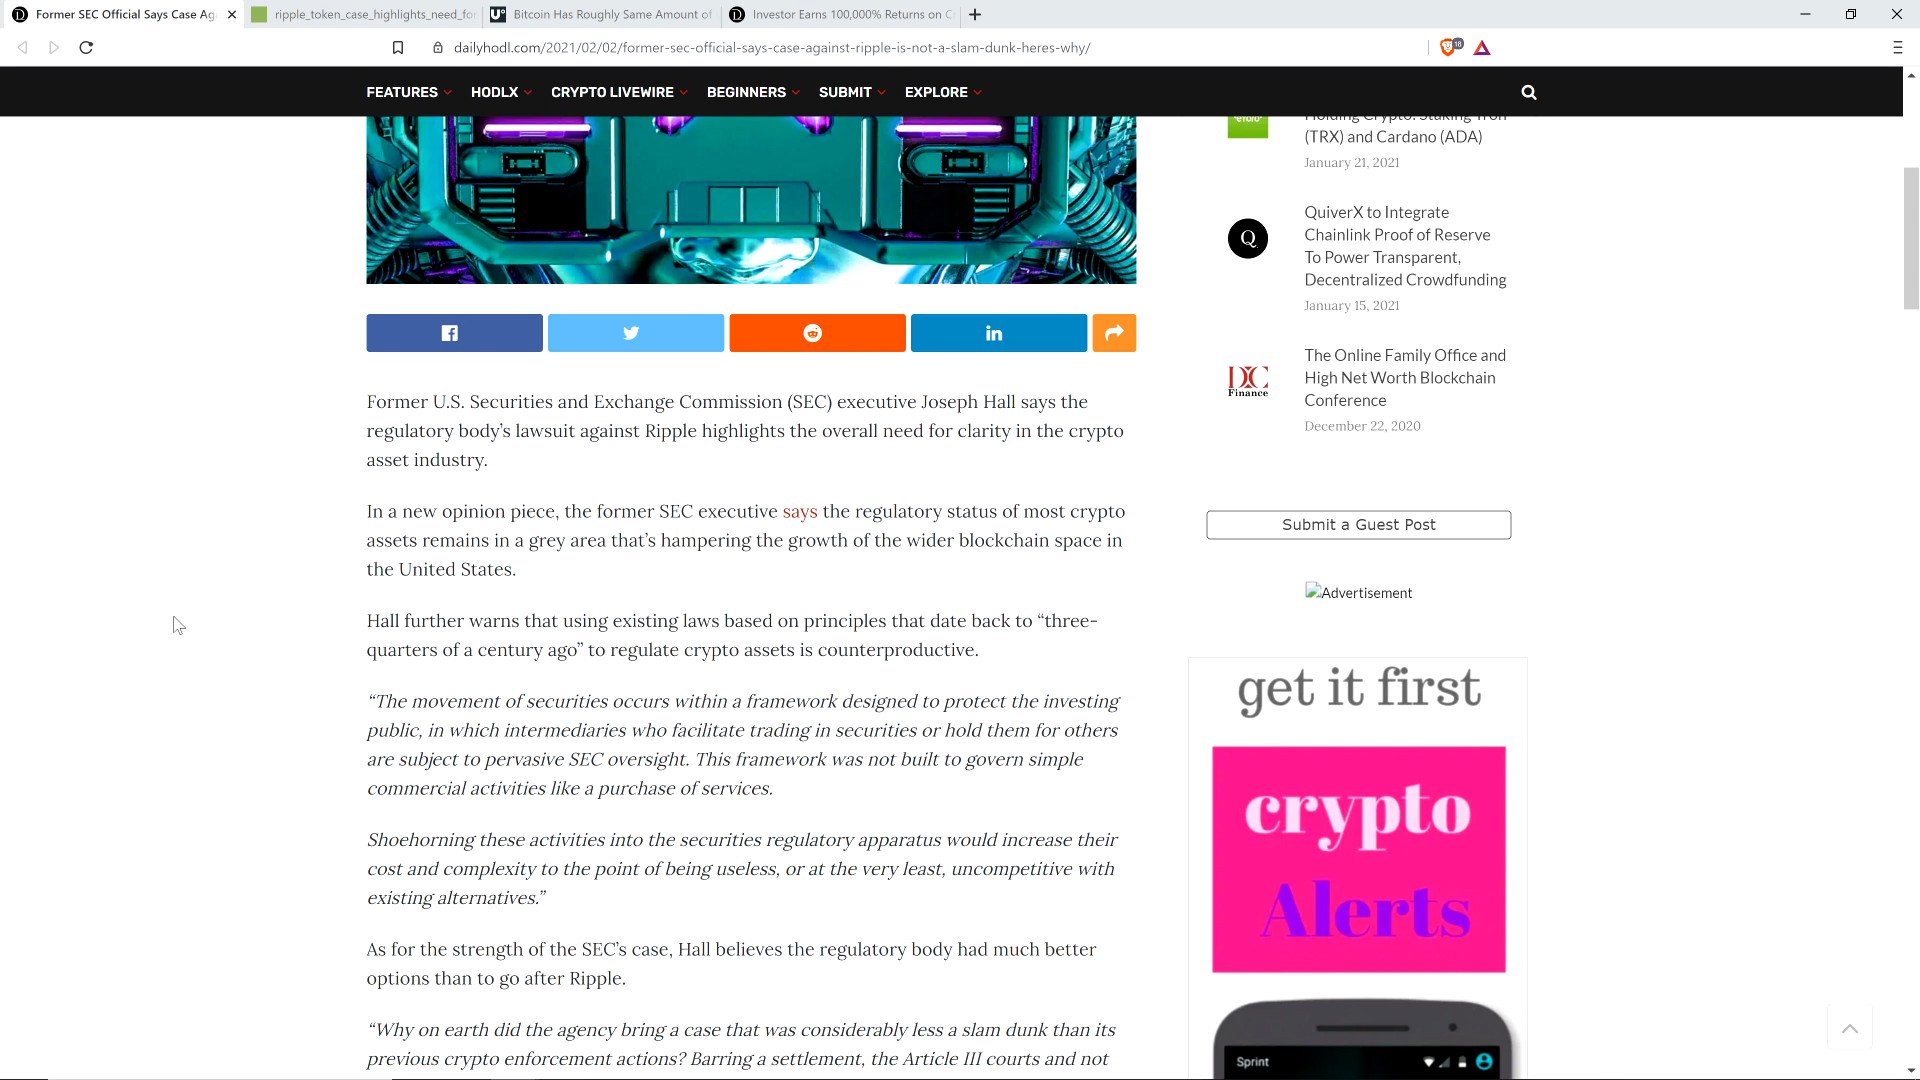 Former SEC Official Says Case Ag
ripple_token_case_highlights_need_fo
Bitcoin Has Roughly Same Amount of
Investor Earns 100,000% Returns on C
dailyhodl.com/2021/02/02/former-sec-official-says-case-against-ripple-is-not-a-slam-dunk-heres-why/
18
FEATURES HODLX CRYPTO LIVEWIRE BEGINNERS SUBMIT EXPLORE
Former U.S. Securities and Exchange Commission (SEC) executive Joseph Hall says the
regulatory body’s lawsuit against Ripple highlights the overall need for clarity in the crypto
asset industry.
In a new opinion piece, the former SEC executive says the regulatory status of most crypto
assets remains in a grey area that’s hampering the growth of the wider blockchain space in
the United States.
Hall further warns that using existing laws based on principles that date back to “three-
quarters of a century ago” to regulate crypto assets is counterproductive.
“The movement of securities occurs within a framework designed to protect the investing
public, in which intermediaries who facilitate trading in securities or hold them for others
are subject to pervasive SEC oversight. This framework was not built to govern simple
commercial activities like a purchase of services.
Shoehorning these activities into the securities regulatory apparatus would increase their
cost and complexity to the point of being useless, or at the very least, uncompetitive with
existing alternatives.”
As for the strength of the SEC’s case, Hall believes the regulatory body had much better
options than to go after Ripple.
“Why on earth did the agency bring a case that was considerably less a slam dunk than its
previous crypto enforcement actions? Barring a settlement, the Article III courts and not
Holding Crypto: Staking Tron
(TRX) and Cardano (ADA)
January 21, 2021
Q
QuiverX to Integrate
Chainlink Proof of Reserve
To Power Transparent,
Decentralized Crowdfunding
January 15, 2021
DC
Finance
The Online Family Office and
High Net Worth Blockchain
Conference
December 22, 2020
Submit a Guest Post
Advertisement
get it first
crypto
Alerts
Sprint